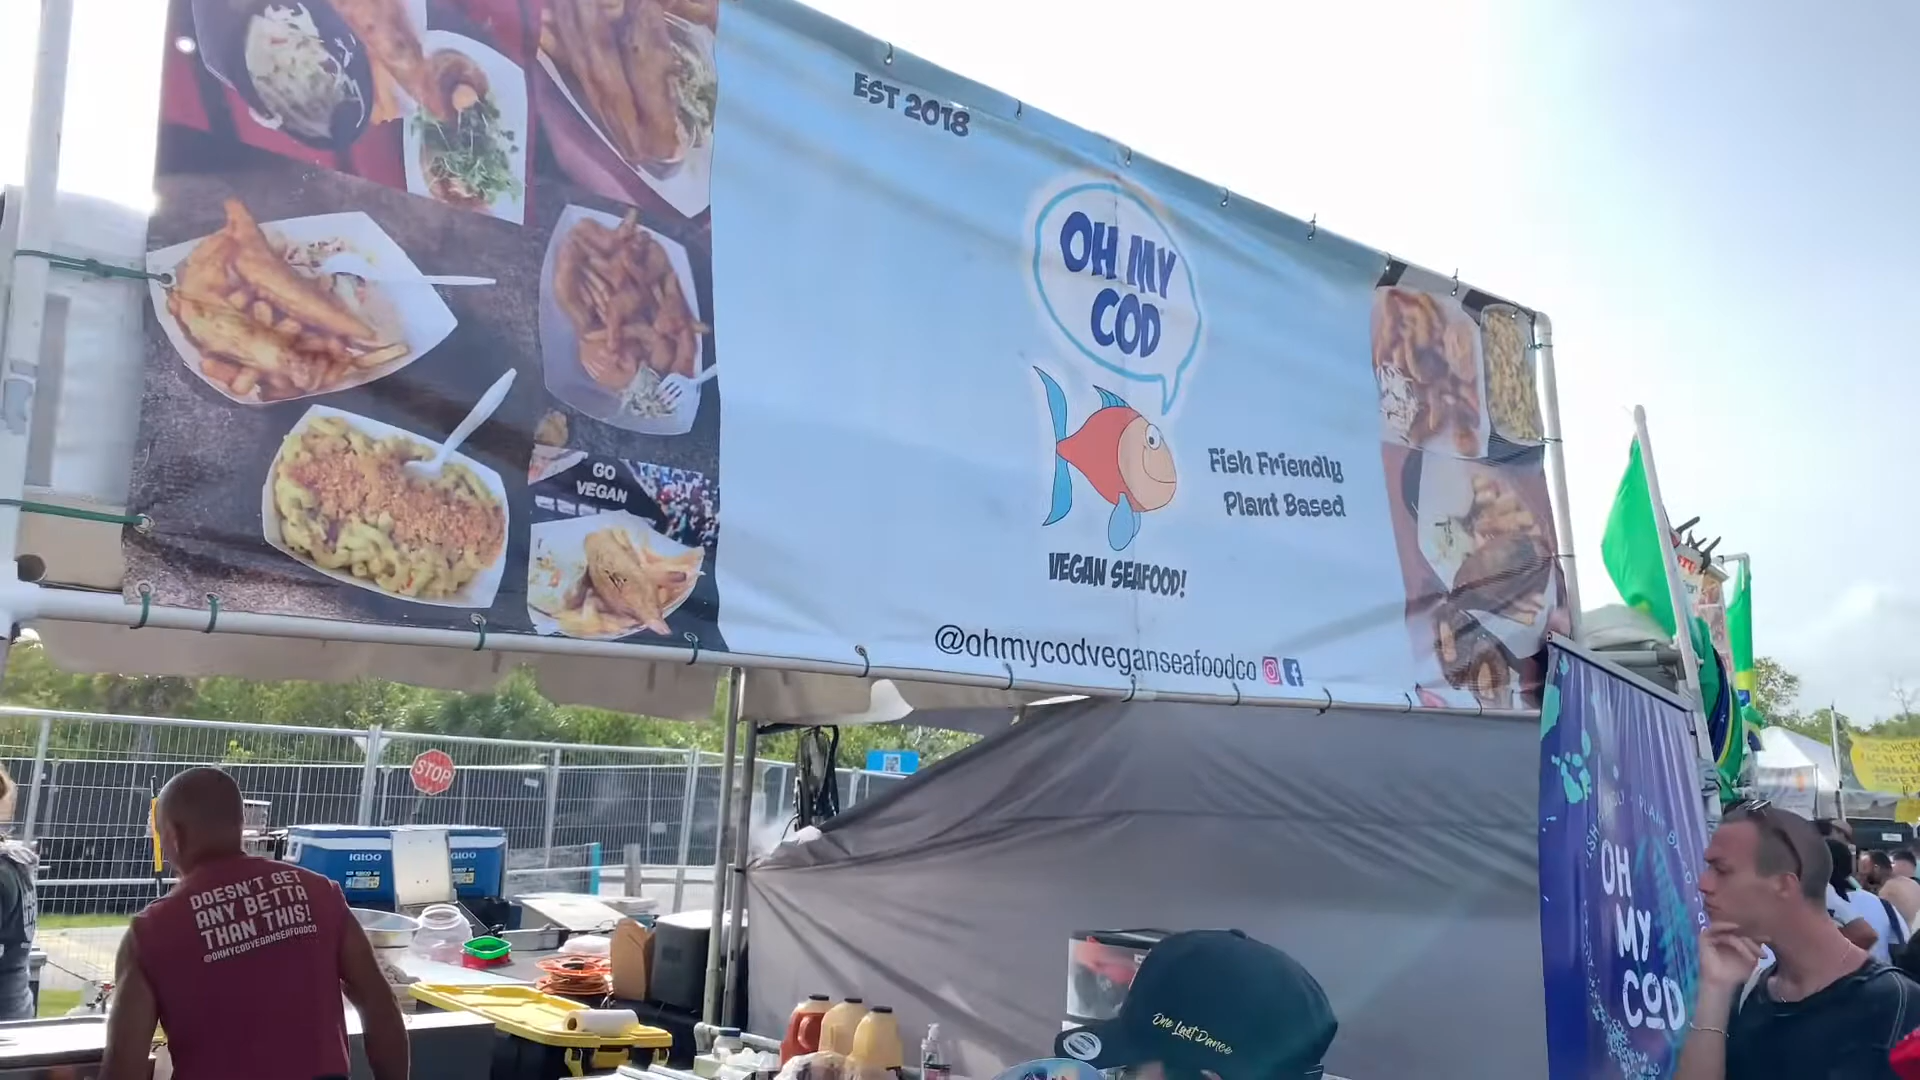 EST 2018
OH MY
COD
Fish Friendly
Plant Based
VEGAN SEAFOOD!
@ohmycodveganseafoodco
GO
VEGAN
STOP
IGLOO
IGLOO
DOESN'T GET
ANY BETTA
THAN THIS!
@OHMYCODVEGANSEAFOODCO
One Last Dance
OH
MY
COD